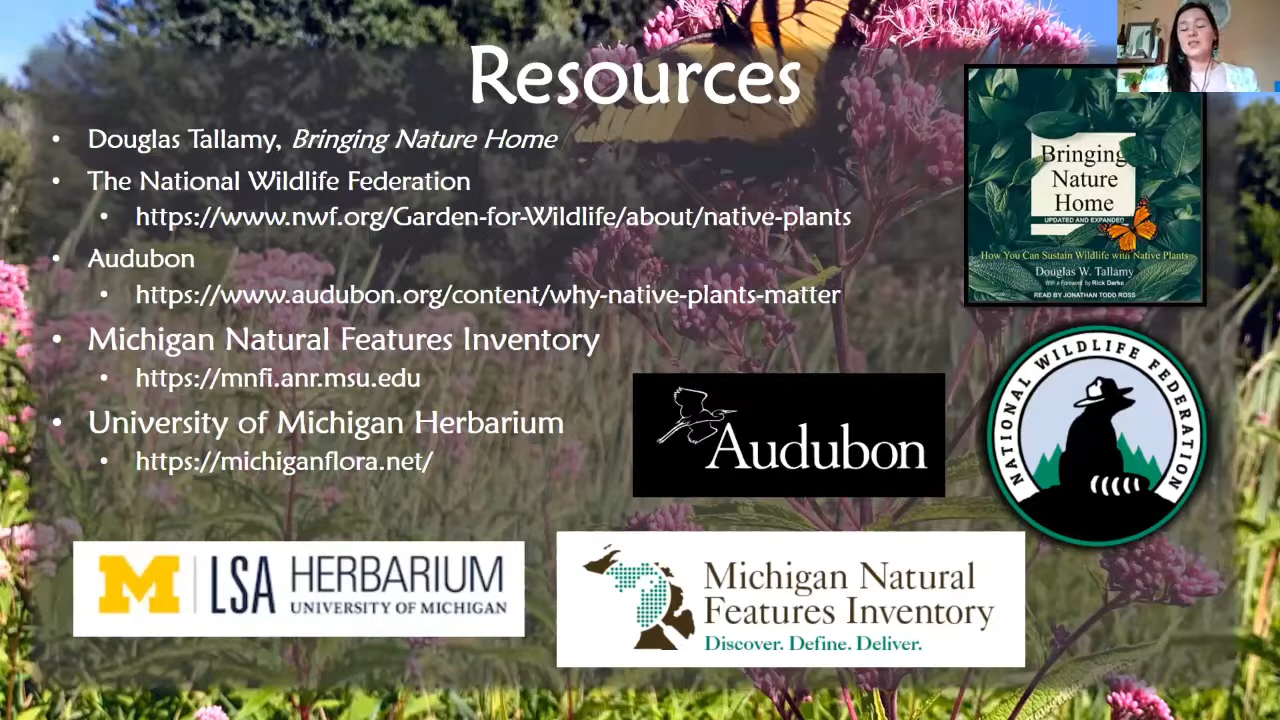 Resources
• Douglas Tallamy, Bringing Nature Home
• The National Wildlife Federation
• https://www.nwf.org/Garden-for-Wildlife/about/native-plants
• Audubon
• https://www.audubon.org/content/why-native-plants-matter
• Michigan Natural Features Inventory
• https://mnfi.anr.msu.edu
• University of Michigan Herbarium
• https://michiganflora.net/
Bringing
Nature
Home
UPDATED AND EXPANDED
How You Can Sustain Wildlife with Native Plants
Douglas W. Tallamy
With a Foreword by Rick Darke
READ BY JONATHAN TODD ROSS
NATIONAL WILDLIFE FEDERATION
Audubon
M LSA HERBARIUM
UNIVERSITY OF MICHIGAN
Michigan Natural
Features Inventory
Discover. Define. Deliver.